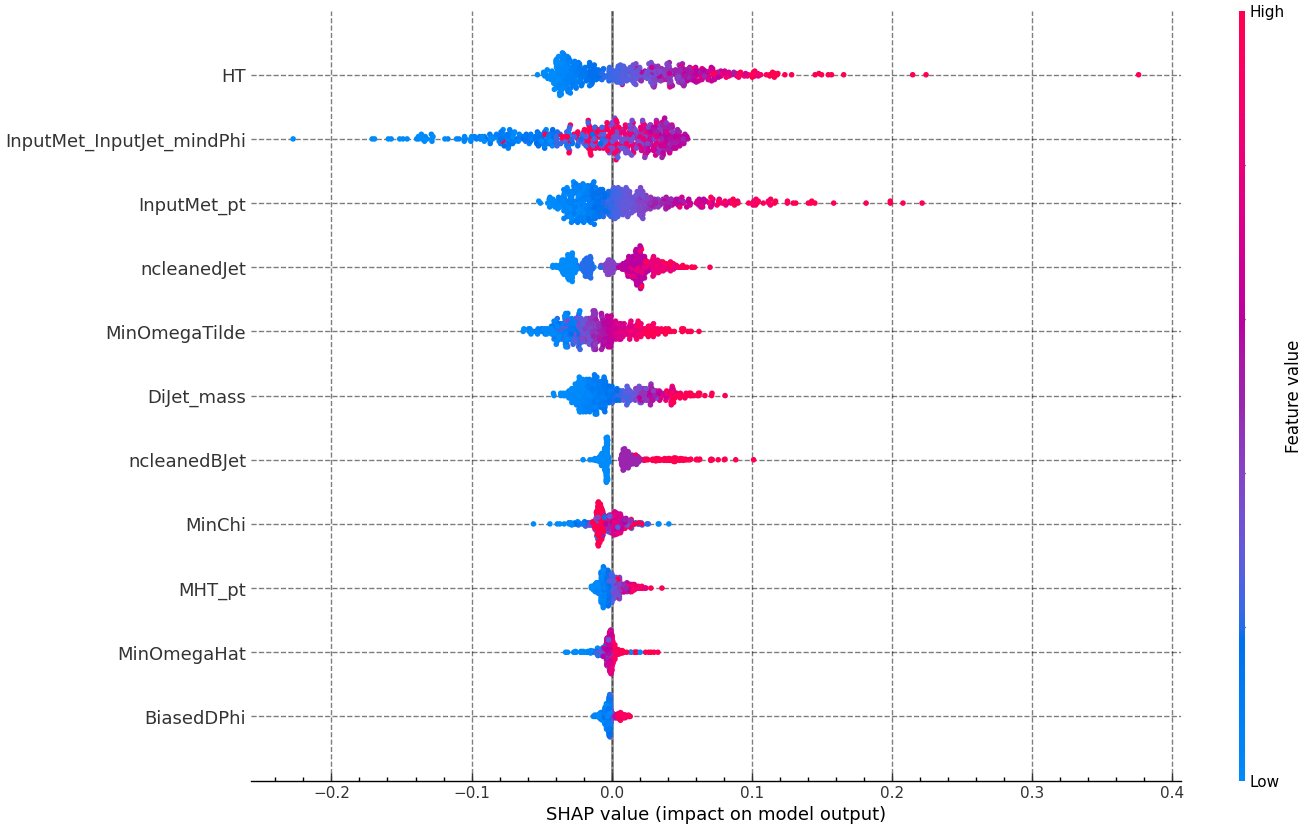 High
HT
InputMet_InputJet_mindPhi
InputMet_pt
ncleanedJet
MinOmegaTilde
DiJet_mass
ncleanedBJet
MinChi
MHT_pt
MinOmegaHat
BiasedDPhi
Feature value
Low
−0.2 −0.1 0.0 0.1 0.2 0.3 0.4
SHAP value (impact on model output)